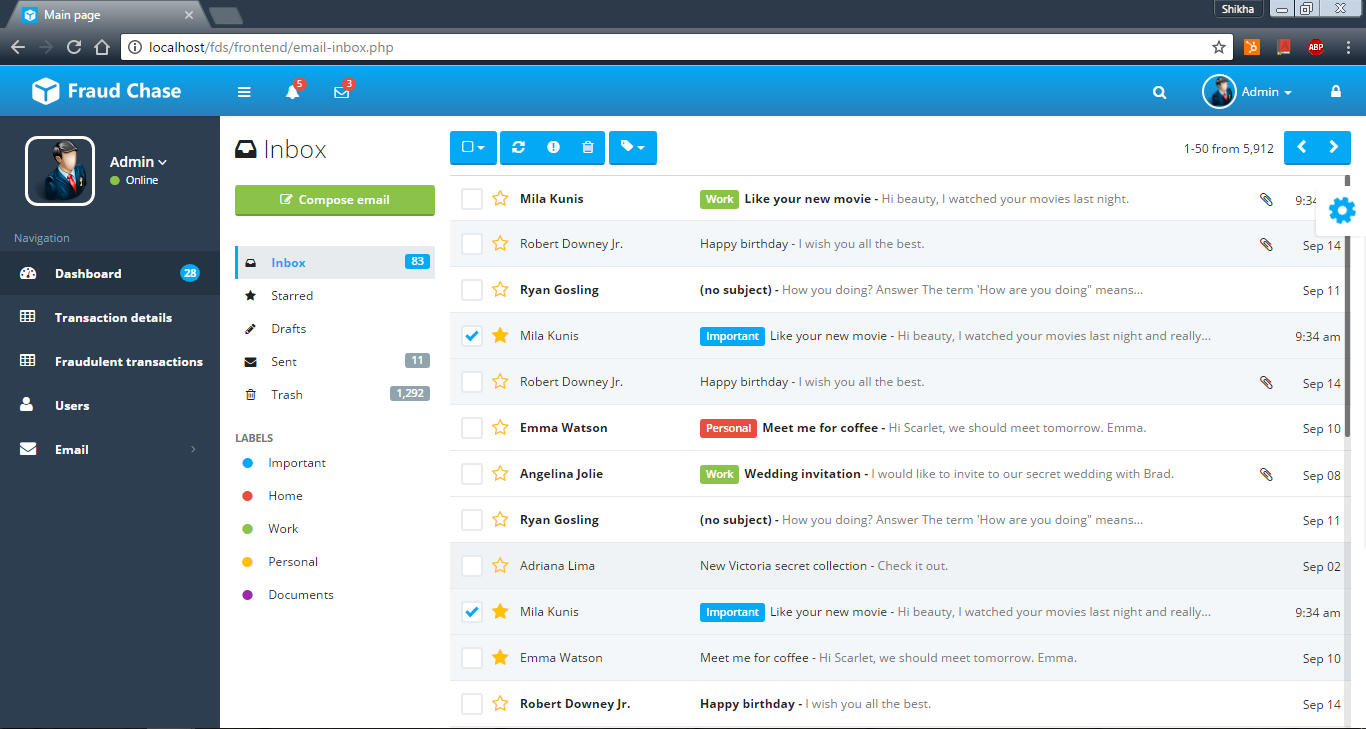 Main page
Shikha
localhost/fds/frontend/email-inbox.php
ABP
Fraud Chase
5
3
Admin
Admin
Online
Navigation
Dashboard 28
Transaction details
Fraudulent transactions
Users
Email
Inbox
Compose email
Inbox 83
Starred
Drafts
Sent 11
Trash 1,292
LABELS
Important
Home
Work
Personal
Documents
1-50 from 5,912
Mila Kunis Work Like your new movie - Hi beauty, I watched your movies last night. 9:34
Robert Downey Jr. Happy birthday - I wish you all the best. Sep 14
Ryan Gosling (no subject) - How you doing? Answer The term 'How are you doing" means... Sep 11
Mila Kunis Important Like your new movie - Hi beauty, I watched your movies last night and really... 9:34 am
Robert Downey Jr. Happy birthday - I wish you all the best. Sep 14
Emma Watson Personal Meet me for coffee - Hi Scarlet, we should meet tomorrow. Emma. Sep 10
Angelina Jolie Work Wedding invitation - I would like to invite to our secret wedding with Brad. Sep 08
Ryan Gosling (no subject) - How you doing? Answer The term 'How are you doing" means... Sep 11
Adriana Lima New Victoria secret collection - Check it out. Sep 02
Mila Kunis Important Like your new movie - Hi beauty, I watched your movies last night and really... 9:34 am
Emma Watson Meet me for coffee - Hi Scarlet, we should meet tomorrow. Emma. Sep 10
Robert Downey Jr. Happy birthday - I wish you all the best. Sep 14